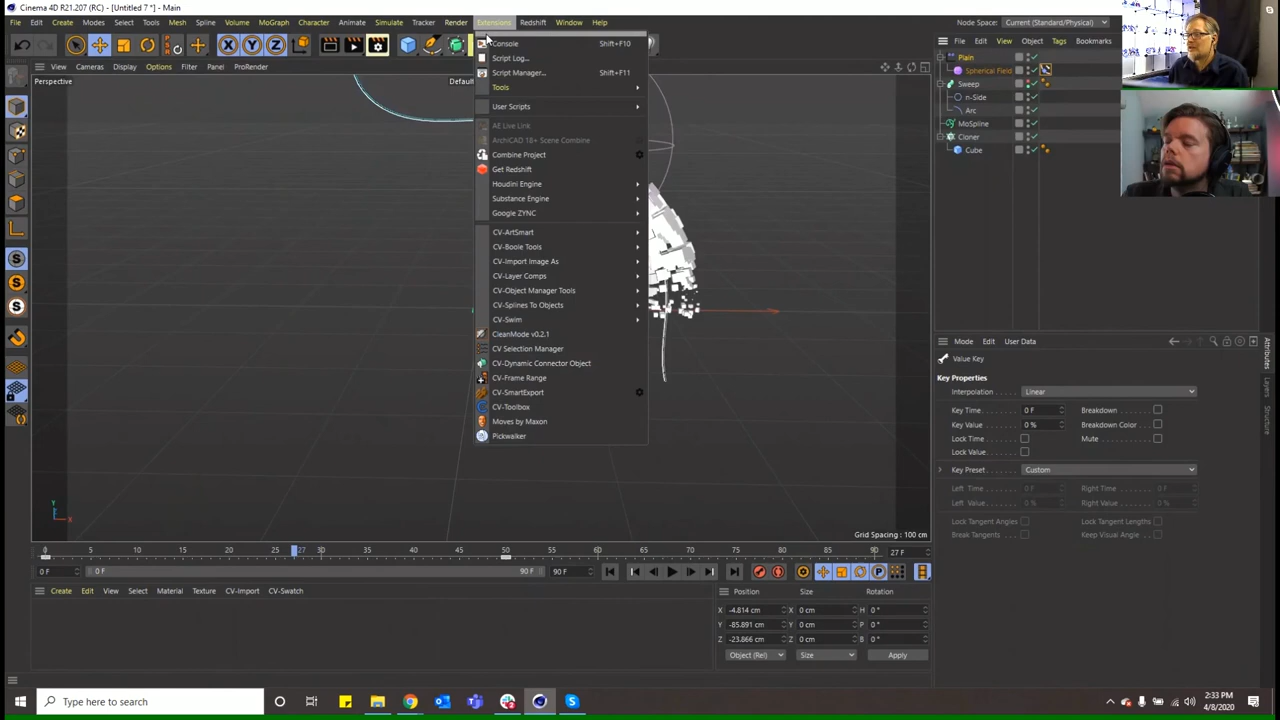 Cinema 4D R21.207 (RC) - [Untitled 7 *] - Main
File Edit Create Modes Select Tools Mesh Spline Volume MoGraph Character Animate Simulate Tracker Render Extensions Redshift Window Help
Node Space: Current (Standard/Physical)
View Cameras Display Options Filter Panel ProRender
Perspective
Default
Console Shift+F10
Script Log...
Script Manager... Shift+F11
Tools
User Scripts
AE Live Link
ArchiCAD 18+ Scene Combine
Combine Project
Get Redshift
Houdini Engine
Substance Engine
Google ZYNC
CV-ArtSmart
CV-Boole Tools
CV-Import Image As
CV-Layer Comps
CV-Object Manager Tools
CV-Splines To Objects
CV-Swim
CleanMode v0.2.1
CV Selection Manager
CV-Dynamic Connector Object
CV-Frame Range
CV-SmartExport
CV-Toolbox
Moves by Maxon
Pickwalker
File Edit View Object Tags Bookmarks
Plain
Spherical Field
Sweep
n-Side
Arc
MoSpline
Cloner
Cube
Mode Edit User Data
Value Key
Key Properties
Interpolation Linear
Key Time 0 F Breakdown
Key Value 0 % Breakdown Color
Lock Time Mute
Lock Value
Key Preset Custom
Left Time 0 F Right Time 0 F
Left Value 0 % Right Value 0 %
Lock Tangent Angles Lock Tangent Lengths
Break Tangents Keep Visual Angle
Attributes
Layers
Structure
Y
X
Grid Spacing : 100 cm
0 5 10 15 20 25 27 30 35 40 45 50 55 60 65 70 75 80 85 90 27 F
0 F 0 F 90 F 90 F
Create Edit View Select Material Texture CV-Import CV-Swatch
Position Size Rotation
X -4.814 cm X 0 cm H 0 °
Y -85.891 cm Y 0 cm P 0 °
Z -23.866 cm Z 0 cm B 0 °
Object (Rel) Size Apply
Type here to search
2:33 PM
4/8/2020